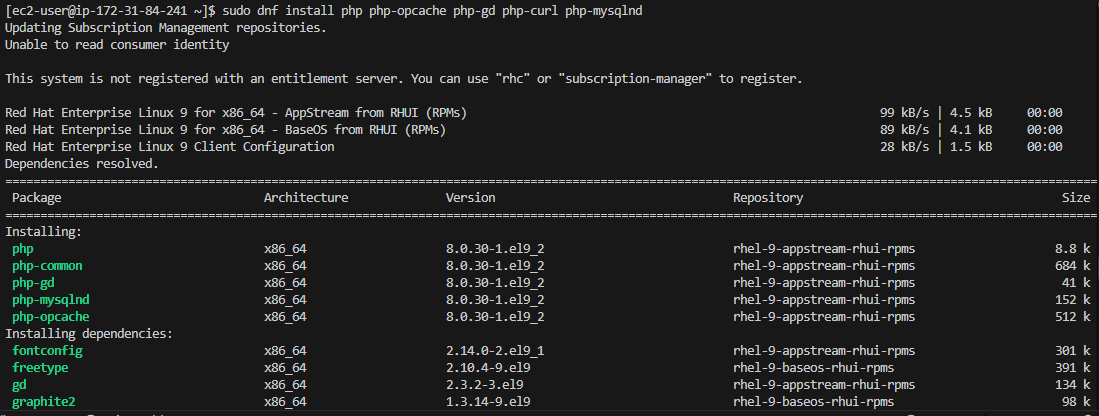 [ec2-user@ip-172-31-84-241 ~]$ sudo dnf install php php-opcache php-gd php-curl php-mysqlnd
Updating Subscription Management repositories.
Unable to read consumer identity
This system is not registered with an entitlement server. You can use "rhc" or "subscription-manager" to register.
Red Hat Enterprise Linux 9 for x86_64 - AppStream from RHUI (RPMs) 99 kB/s | 4.5 kB 00:00
Red Hat Enterprise Linux 9 for x86_64 - BaseOS from RHUI (RPMs) 89 kB/s | 4.1 kB 00:00
Red Hat Enterprise Linux 9 Client Configuration 28 kB/s | 1.5 kB 00:00
Dependencies resolved.
Package Architecture Version Repository Size
Installing:
php x86_64 8.0.30-1.el9_2 rhel-9-appstream-rhui-rpms 8.8 k
php-common x86_64 8.0.30-1.el9_2 rhel-9-appstream-rhui-rpms 684 k
php-gd x86_64 8.0.30-1.el9_2 rhel-9-appstream-rhui-rpms 41 k
php-mysqlnd x86_64 8.0.30-1.el9_2 rhel-9-appstream-rhui-rpms 152 k
php-opcache x86_64 8.0.30-1.el9_2 rhel-9-appstream-rhui-rpms 512 k
Installing dependencies:
fontconfig x86_64 2.14.0-2.el9_1 rhel-9-appstream-rhui-rpms 301 k
freetype x86_64 2.10.4-9.el9 rhel-9-baseos-rhui-rpms 391 k
gd x86_64 2.3.2-3.el9 rhel-9-appstream-rhui-rpms 134 k
graphite2 x86_64 1.3.14-9.el9 rhel-9-baseos-rhui-rpms 98 k